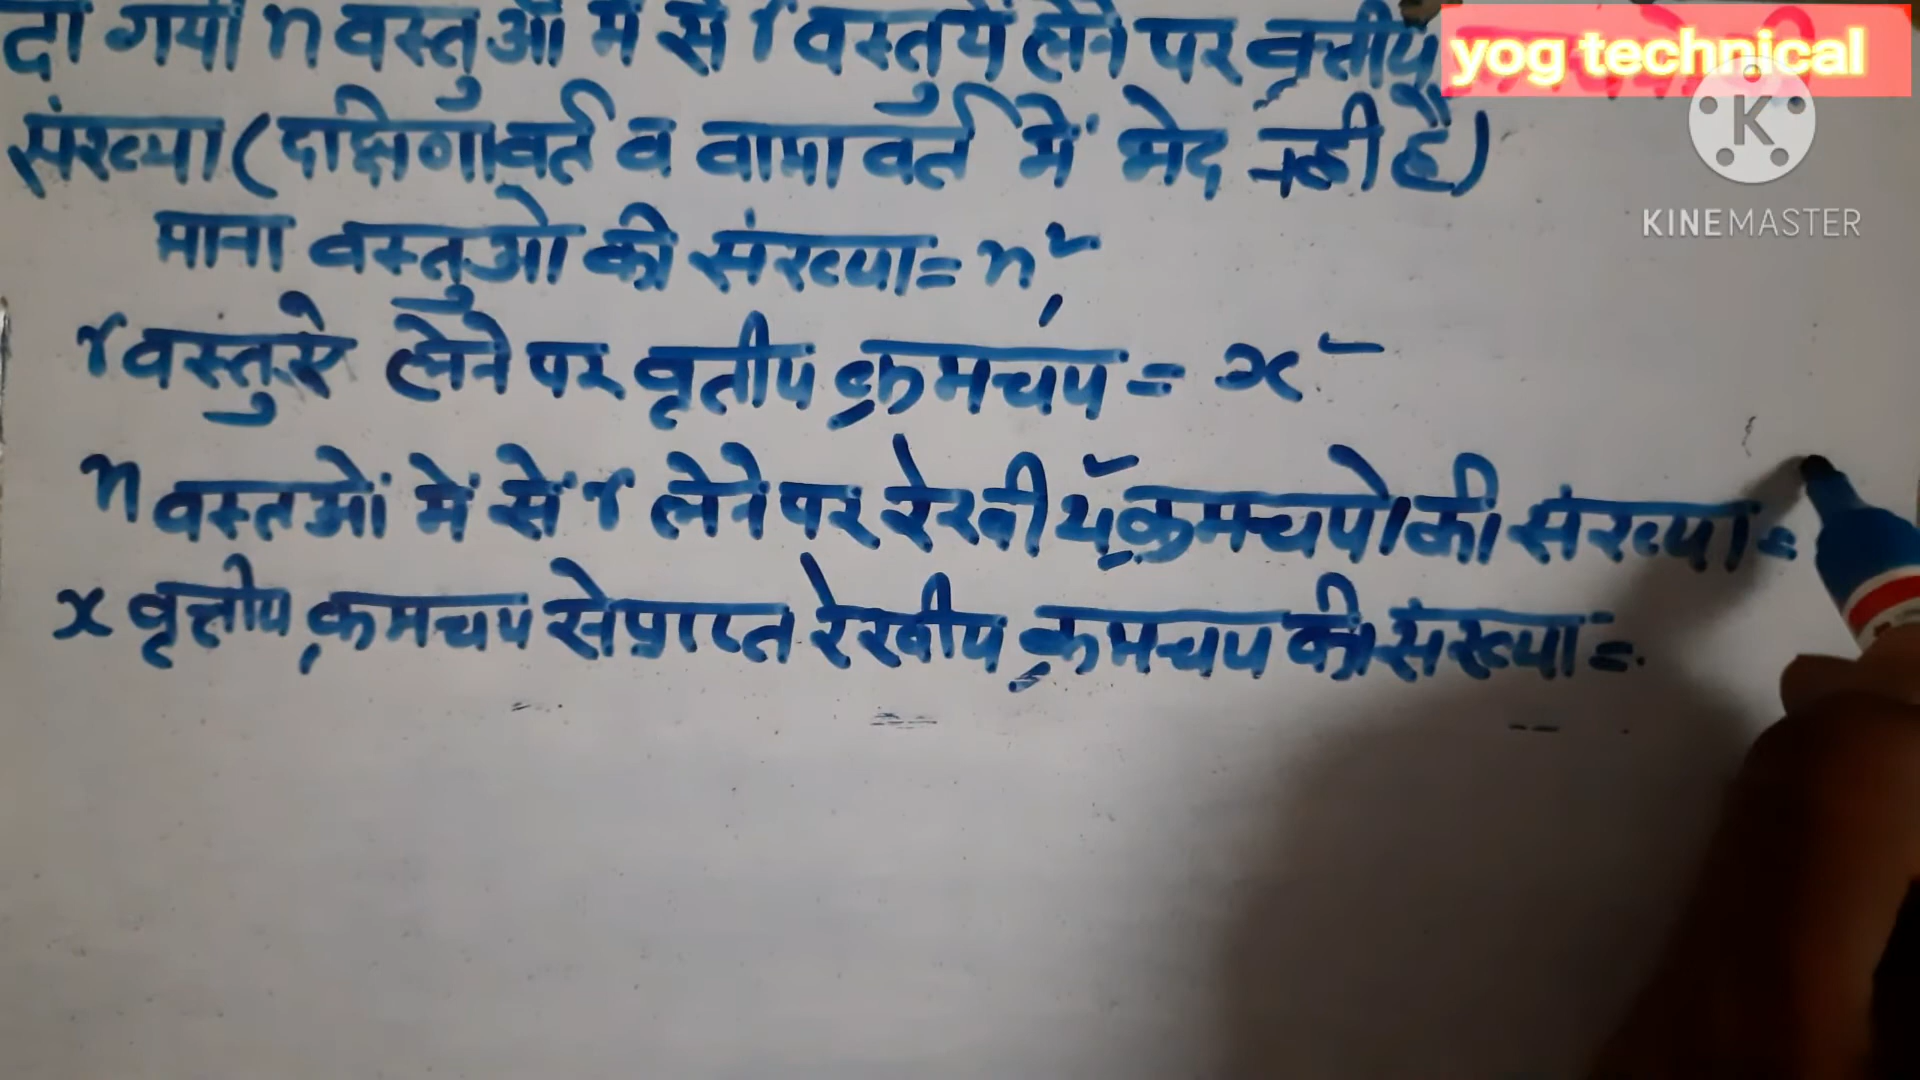 दी गयी n वस्तुओं में से r वस्तुयें लेने पर वृत्तीय
yog technical
संख्या (दक्षिणावर्त व वामावर्त में भेद नही है)
K
KINEMASTER
माना वस्तुओ की संख्या = n
r वस्तुऐ लेने पर वृतीय क्रमचय = x
n वस्तओं में से r लेने पर रेखीय क्रमचयो की संख्या =
x वृत्तीय क्रमचय से प्राप्त रेखीय क्रमचय की संख्या =